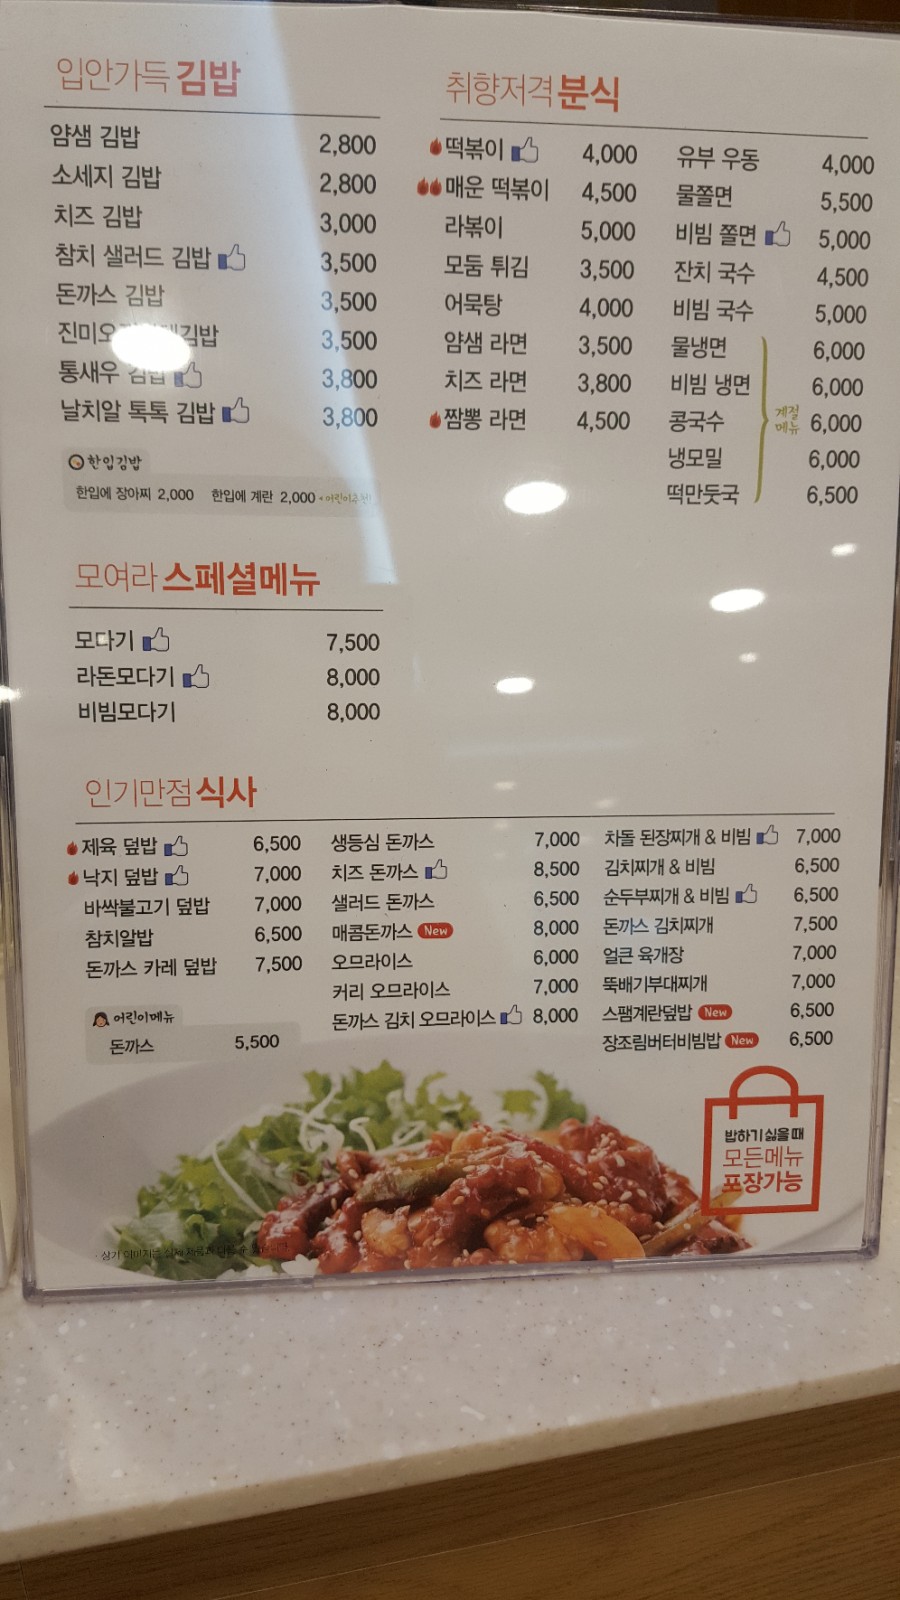 입안가득 김밥
얌샘 김밥 2,800
소세지 김밥 2,800
치즈 김밥 3,000
참치 샐러드 김밥 3,500
돈까스 김밥 3,500
진미오 김밥 3,500
통새우 김밥 3,800
날치알 톡톡 김밥 3,800
한입김밥
한입에 장아찌 2,000 한입에 계란 2,000 어린이추천!
취향저격 분식
떡볶이 4,000
매운 떡볶이 4,500
라볶이 5,000
모둠 튀김 3,500
어묵탕 4,000
얌샘 라면 3,500
치즈 라면 3,800
짬뽕 라면 4,500
유부 우동 4,000
물쫄면 5,500
비빔 쫄면 5,000
잔치 국수 4,500
비빔 국수 5,000
물냉면 6,000
비빔 냉면 6,000
콩국수 6,000
냉모밀 6,000
떡만둣국 6,500
계절
메뉴
모여라 스페셜메뉴
모다기 7,500
라돈모다기 8,000
비빔모다기 8,000
인기만점 식사
제육 덮밥 6,500
낙지 덮밥 7,000
바싹불고기 덮밥 7,000
참치알밥 6,500
돈까스 카레 덮밥 7,500
어린이메뉴
돈까스 5,500
생등심 돈까스 7,000
치즈 돈까스 8,500
샐러드 돈까스 6,500
매콤돈까스 New 8,000
오므라이스 6,000
커리 오므라이스 7,000
돈까스 김치 오므라이스 8,000
차돌 된장찌개 & 비빔 7,000
김치찌개 & 비빔 6,500
순두부찌개 & 비빔 6,500
돈까스 김치찌개 7,500
얼큰 육개장 7,000
뚝배기부대찌개 7,000
스팸계란덮밥 New 6,500
장조림버터비빔밥 New 6,500
밥하기 싫을 때
모든메뉴
포장가능
상기 이미지는